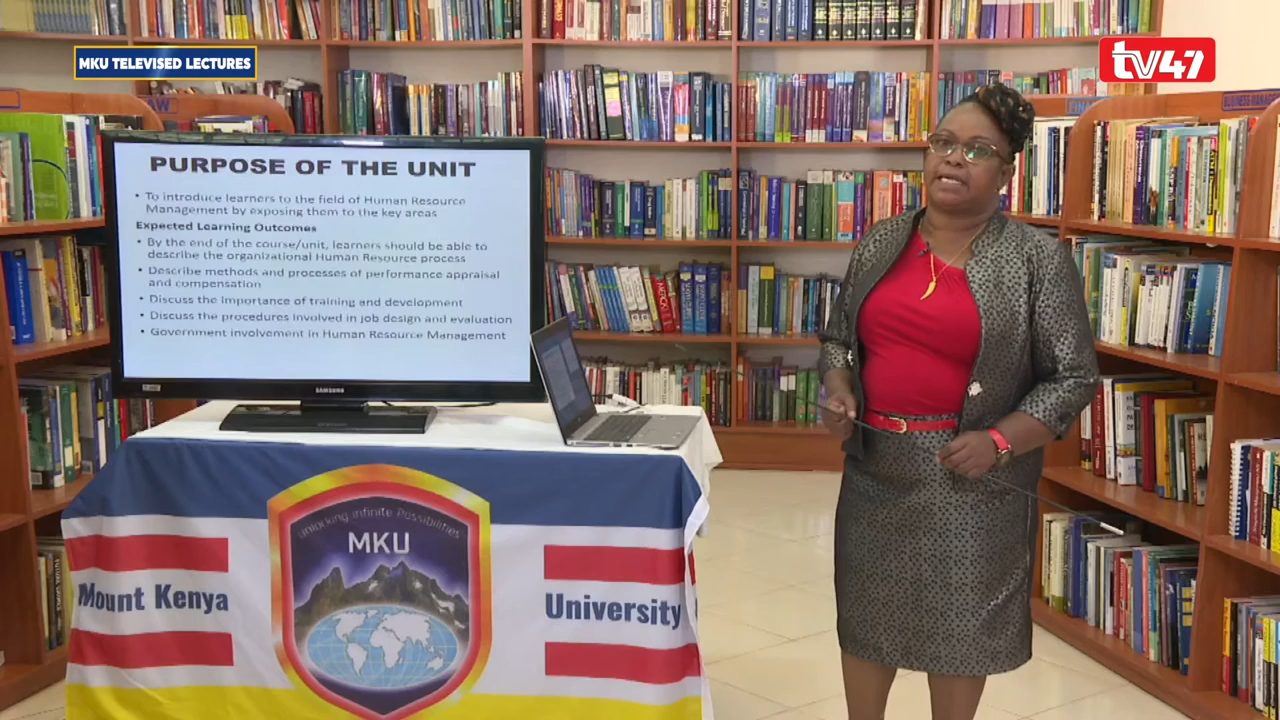 MKU TELEVISED LECTURES
tv47
PURPOSE OF THE UNIT
• To introduce learners to the field of Human Resource
Management by exposing them to the key areas
Expected Learning Outcomes
• By the end of the course/unit, learners should be able to
describe the organizational Human Resource process
• Describe methods and processes of performance appraisal
and compensation
• Discuss the importance of training and development
• Discuss the procedures involved in job design and evaluation
• Government involvement in Human Resource Management
SAMSUNG
Unlocking Infinite Possibilities
MKU
Mount Kenya
University